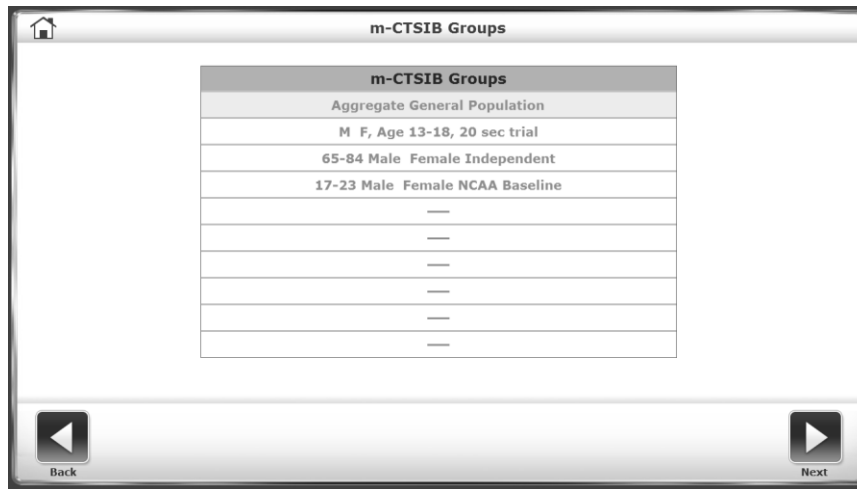 m-CTSIB Groups
m-CTSIB Groups
Aggregate General Population
M F, Age 13-18, 20 sec trial
65-84 Male Female Independent
17-23 Male Female NCAA Baseline
—
—
—
—
—
—
Back
Next